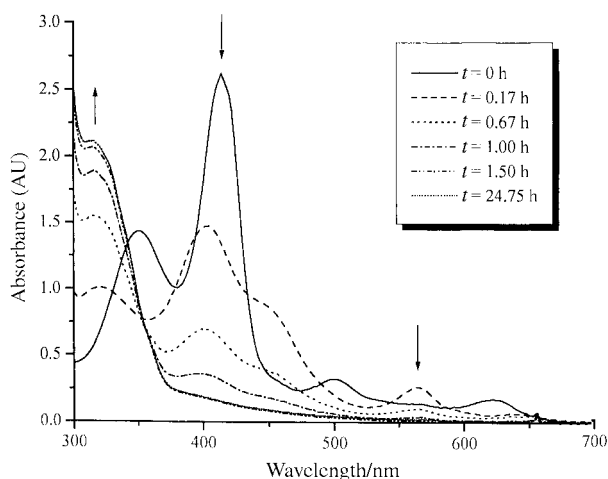 3.0
2.5
2.0
1.5
1.0
0.5
0.0
Absorbance (AU)
300
400
500
600
700
Wavelength/nm
t = 0 h
t = 0.17 h
t = 0.67 h
t = 1.00 h
t = 1.50 h
t = 24.75 h